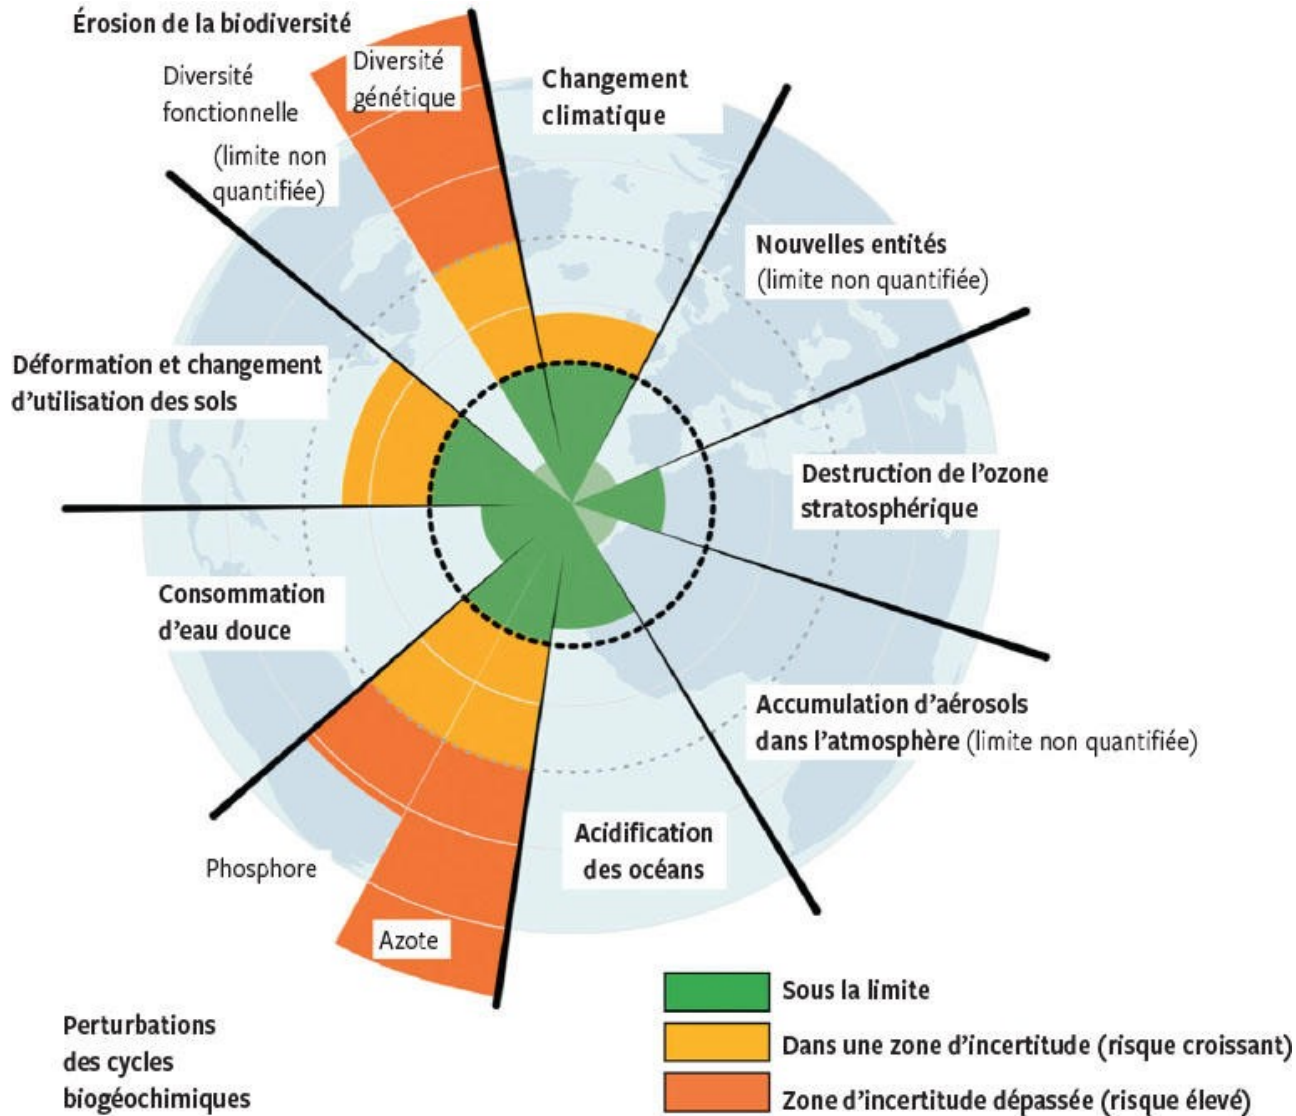 Érosion de la biodiversité
Diversité
fonctionnelle
(limite non
quantifiée)
Diversité
génétique
Changement
climatique
Nouvelles entités
(limite non quantifiée)
Déformation et changement
d'utilisation des sols
Destruction de l'ozone
stratosphérique
Consommation
d'eau douce
Accumulation d'aérosols
dans l'atmosphère (limite non quantifiée)
Acidification
des océans
Phosphore
Azote
Perturbations
des cycles
biogéochimiques
Sous la limite
Dans une zone d'incertitude (risque croissant)
Zone d'incertitude dépassée (risque élevé)